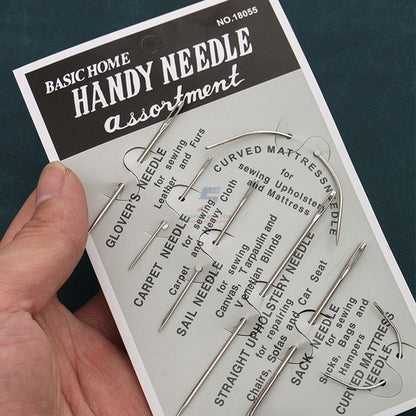 NO.18055
BASIC HOME
HANDY NEEDLE
assortment
GLOVER'S NEEDLE
for sewing
Leather and Furs
CARPET NEEDLE
for sewing
Carpet and Heavy Cloth
SAIL NEEDLE
for sewing
Canvas, Tarpaulin and
Venetian Blinds
STRAIGHT UPHOLSTERY NEEDLE
for repairing
Chairs, Sofas and Car Seat
SACK NEEDLE
for sewing
Sacks, Bags and
Hampers
CURVED MATTRESS NEEDLE
for
sewing Upholstery
and Mattress
CURVED MATTRESS
NEEDLE